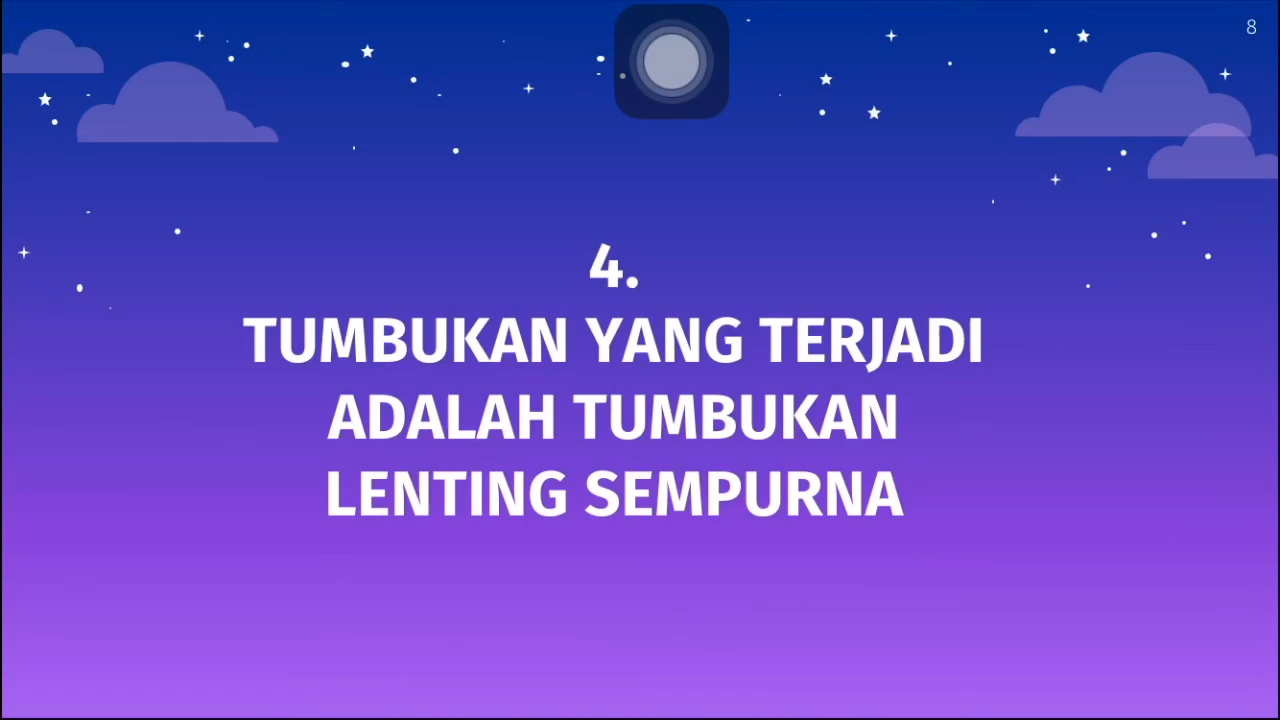 8
4.
TUMBUKAN YANG TERJADI
ADALAH TUMBUKAN
LENTING SEMPURNA